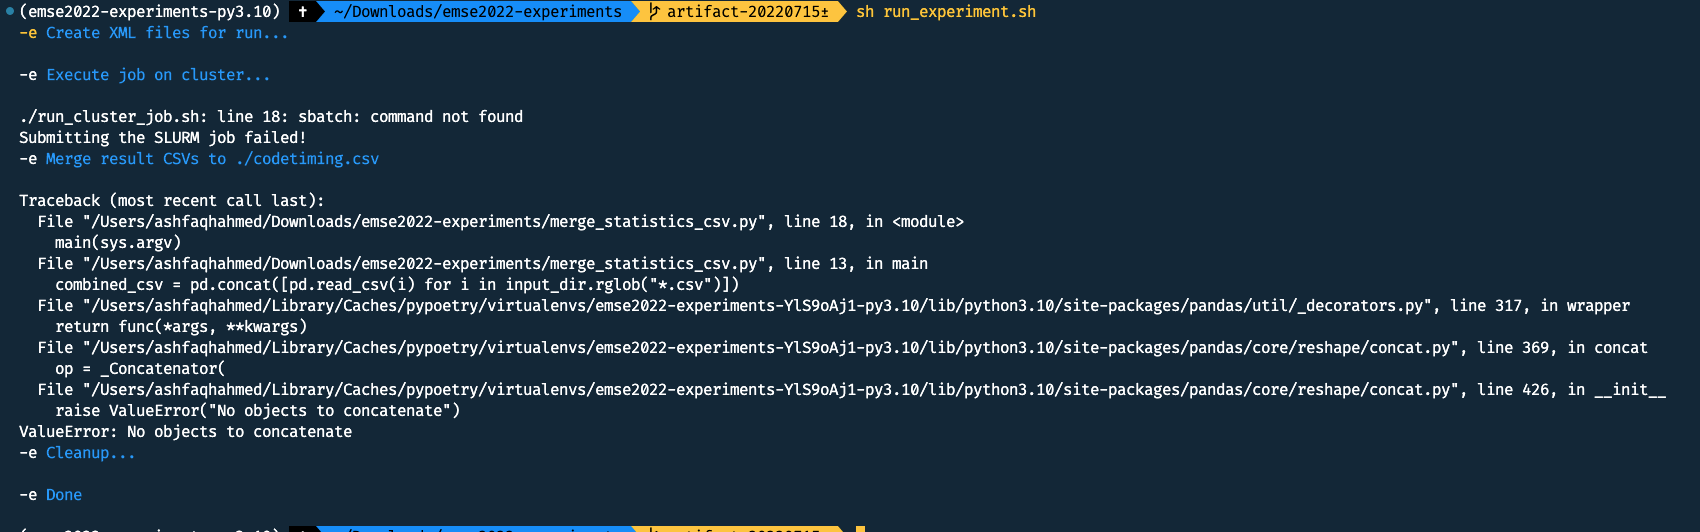 (emse2022-experiments-py3.10) ✝ ~/Downloads/emse2022-experiments artifact-20220715± sh run_experiment.sh
-e Create XML files for run...
-e Execute job on cluster...
./run_cluster_job.sh: line 18: sbatch: command not found
Submitting the SLURM job failed!
-e Merge result CSVs to ./codetiming.csv
Traceback (most recent call last):
  File "/Users/ashfaqhahmed/Downloads/emse2022-experiments/merge_statistics_csv.py", line 18, in <module>
    main(sys.argv)
  File "/Users/ashfaqhahmed/Downloads/emse2022-experiments/merge_statistics_csv.py", line 13, in main
    combined_csv = pd.concat([pd.read_csv(i) for i in input_dir.rglob("*.csv")])
  File "/Users/ashfaqhahmed/Library/Caches/pypoetry/virtualenvs/emse2022-experiments-YlS9oAj1-py3.10/lib/python3.10/site-packages/pandas/util/_decorators.py", line 317, in wrapper
    return func(*args, **kwargs)
  File "/Users/ashfaqhahmed/Library/Caches/pypoetry/virtualenvs/emse2022-experiments-YlS9oAj1-py3.10/lib/python3.10/site-packages/pandas/core/reshape/concat.py", line 369, in concat
    op = _Concatenator(
  File "/Users/ashfaqhahmed/Library/Caches/pypoetry/virtualenvs/emse2022-experiments-YlS9oAj1-py3.10/lib/python3.10/site-packages/pandas/core/reshape/concat.py", line 426, in __init__
    raise ValueError("No objects to concatenate")
ValueError: No objects to concatenate
-e Cleanup...
-e Done